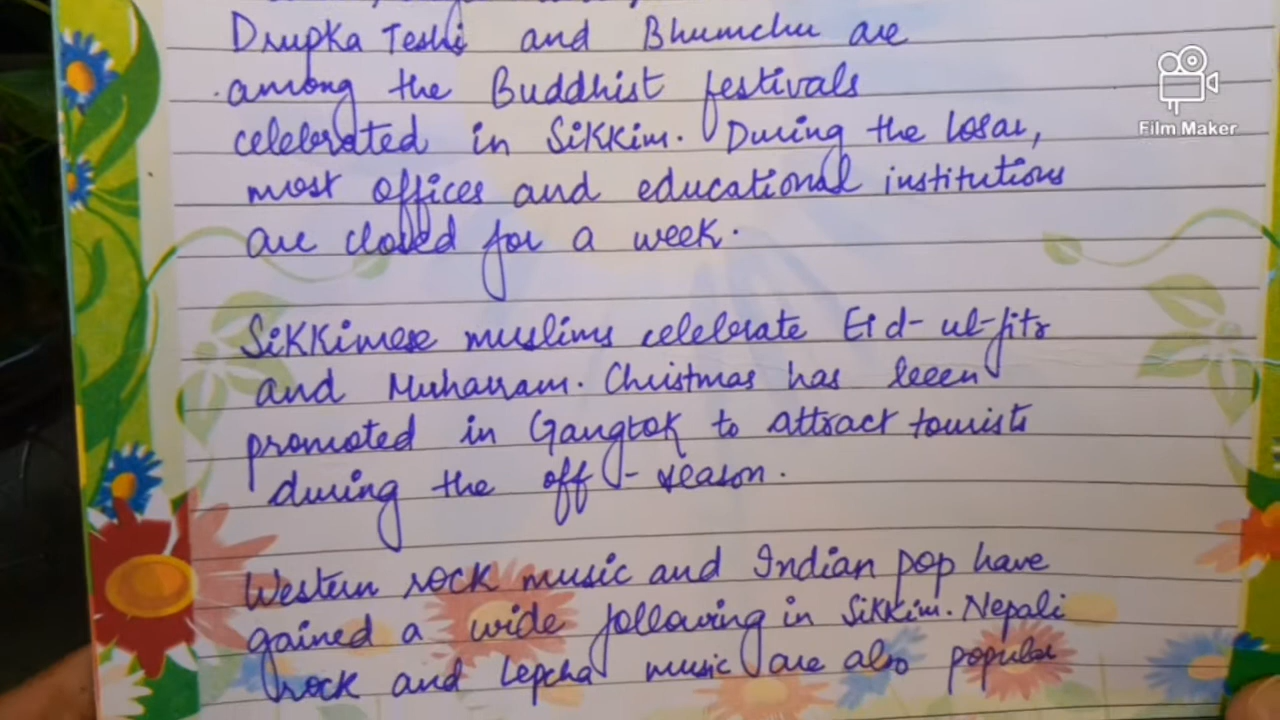 Drupka Teshi and Bhumchu are
among the Buddhist festivals
celebrated in Sikkim. During the losar,
most offices and educational institutions
are closed for a week.
Sikkimese muslims celebrate Eid-ul-fitr
and Muharram. Christmas has been
promoted in Gangtok to attract tourists
during the off-season.
Western rock music and Indian pop have
gained a wide following in Sikkim. Nepali
rock and Lepcha music are also popular
Film Maker